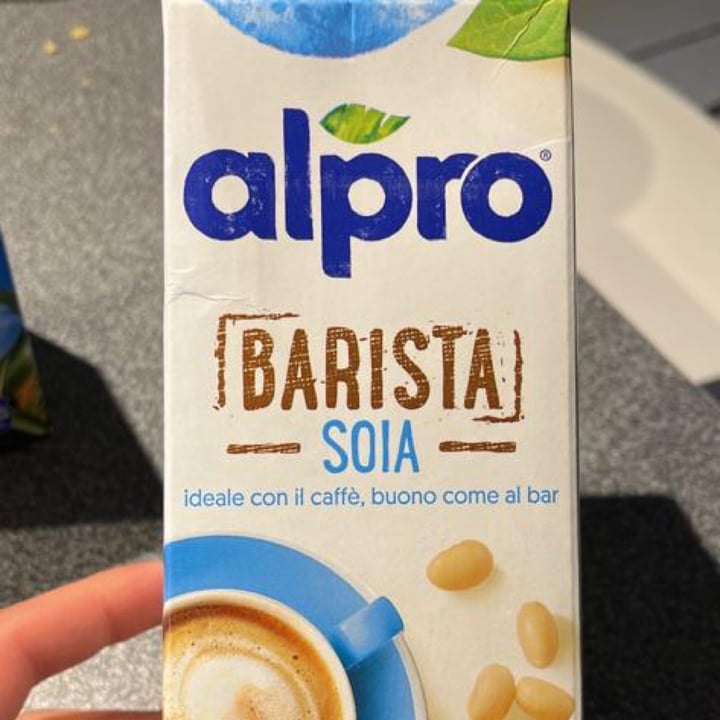 alpro®
BARISTA
SOIA
ideale con il caffè, buono come al bar